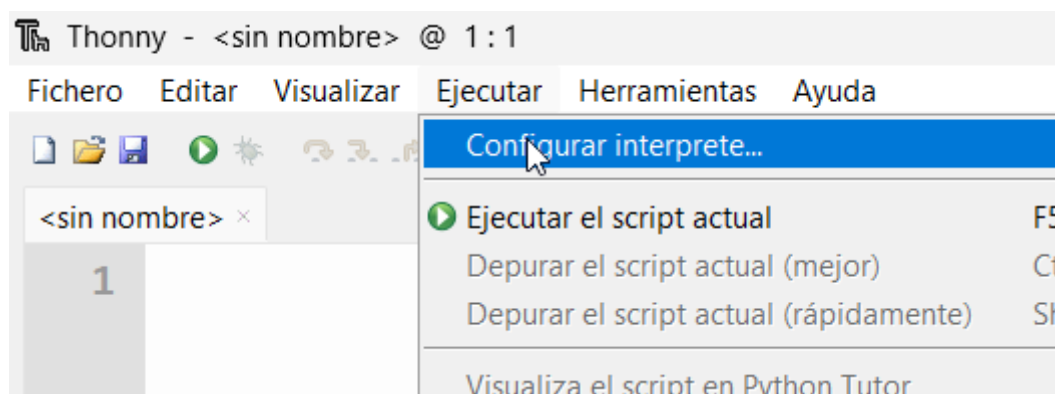 Thonny - <sin nombre> @ 1 : 1
Fichero Editar Visualizar Ejecutar Herramientas Ayuda
Configurar interprete...
<sin nombre> ×
Ejecutar el script actual F5
Depurar el script actual (mejor)
1
Depurar el script actual (rápidamente)
Visualiza el script en Python Tutor